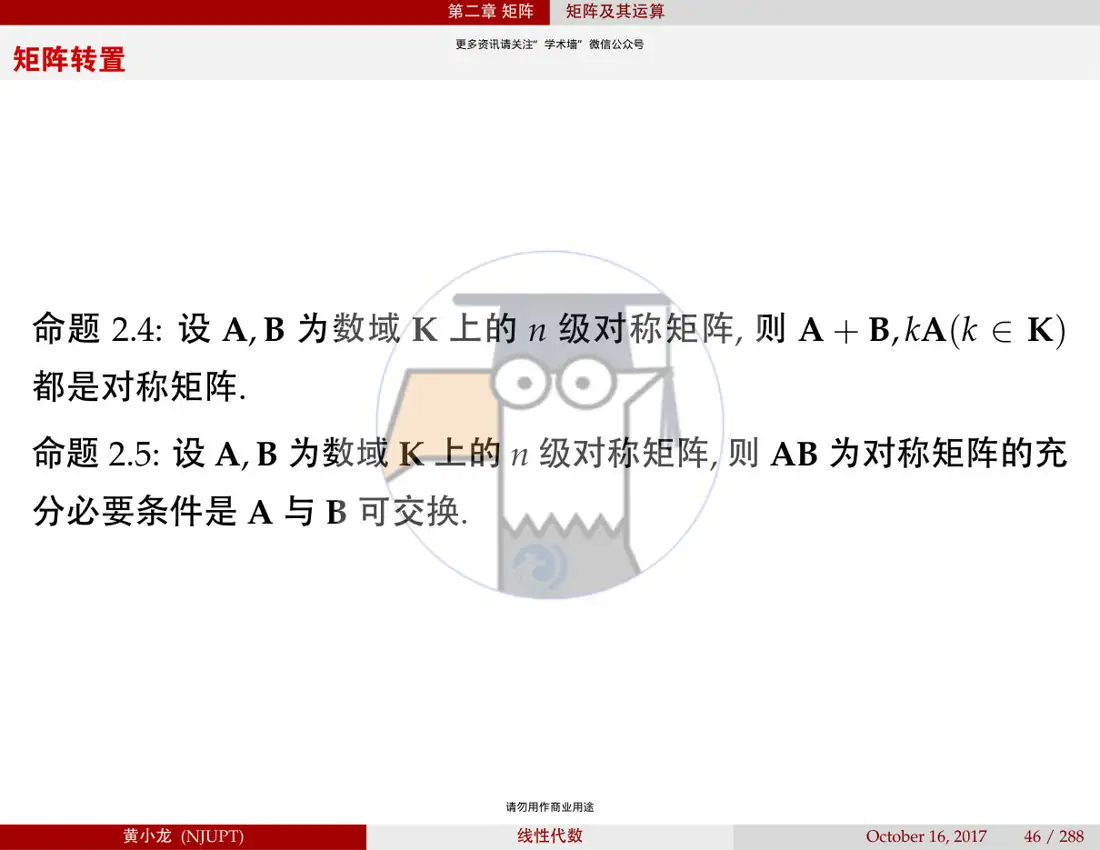 第二章 矩阵 矩阵及其运算
更多资讯请关注“学术墙”微信公众号
矩阵转置
命题 2.4: 设 A, B 为数域 K 上的 n 级对称矩阵, 则 A + B, kA(k ∈ K)
都是对称矩阵.
命题 2.5: 设 A, B 为数域 K 上的 n 级对称矩阵, 则 AB 为对称矩阵的充
分必要条件是 A 与 B 可交换.
请勿用作商业用途
黄小龙 (NJUPT) 线性代数 October 16, 2017 46 / 288